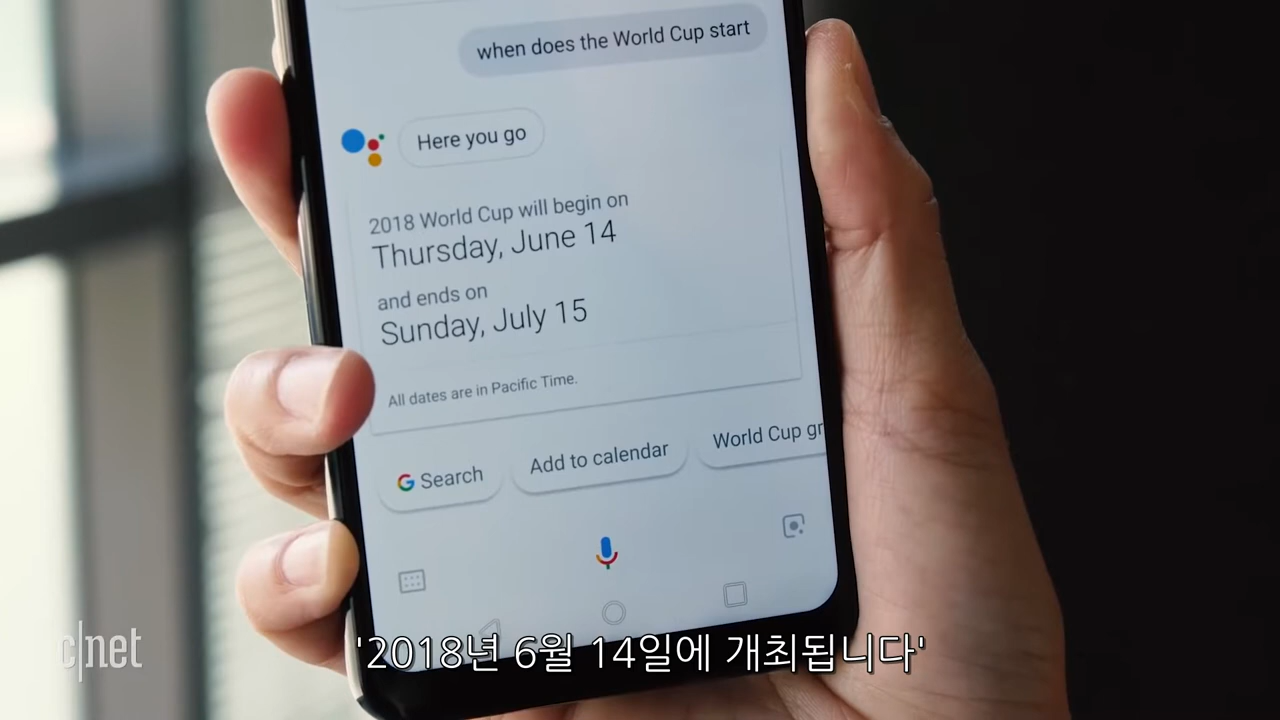 when does the World Cup start
Here you go
2018 World Cup will begin on
Thursday, June 14
and ends on
Sunday, July 15
All dates are in Pacific Time.
G Search
Add to calendar
World Cup gr
c|net
'2018년 6월 14일에 개최됩니다'